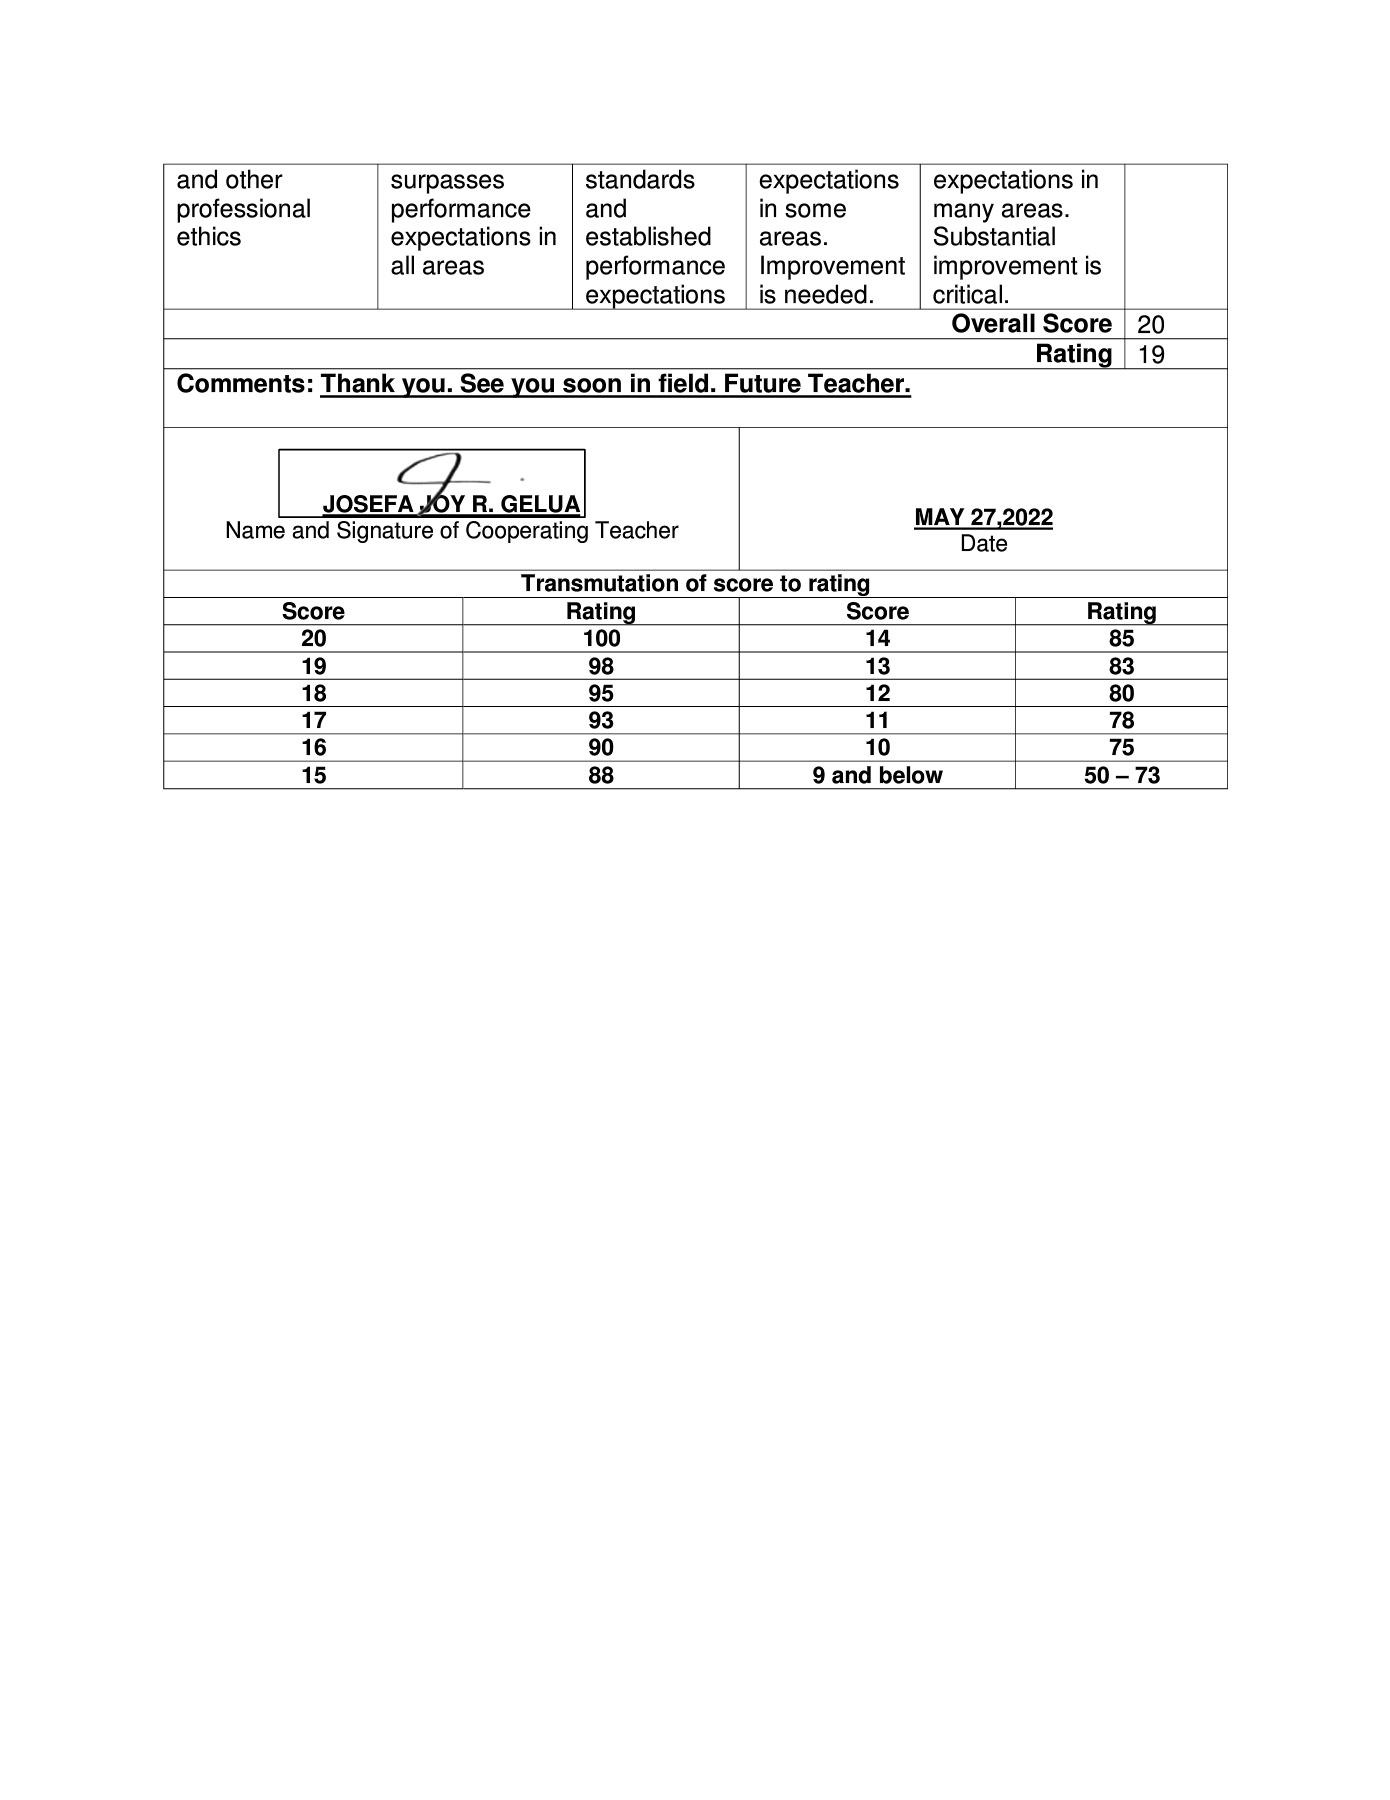 and other
professional
ethics
surpasses
performance
expectations in
all areas
standards
and
established
performance
expectations
expectations
in some
areas.
Improvement
is needed.
expectations in
many areas.
Substantial
improvement is
critical.
Overall Score 20
Rating 19
Comments: Thank you. See you soon in field. Future Teacher.
JOSEFA JOY R. GELUA
Name and Signature of Cooperating Teacher
MAY 27,2022
Date
Transmutation of score to rating
Score Rating Score Rating
20 100 14 85
19 98 13 83
18 95 12 80
17 93 11 78
16 90 10 75
15 88 9 and below 50 – 73